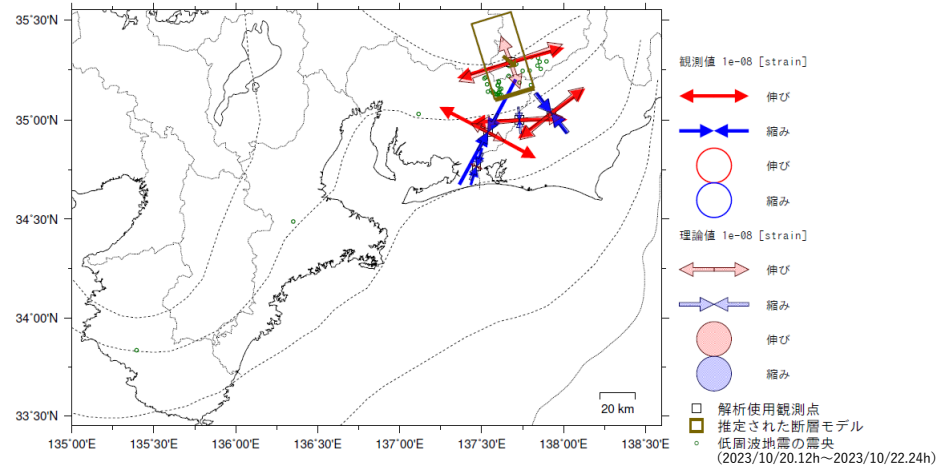 35°30'N
35°00'N
34°30'N
34°00'N
33°30'N
135°00'E
135°30'E
136°00'E
136°30'E
137°00'E
137°30'E
138°00'E
138°30'E
20 km
観測値 1e-08 [strain]
伸び
縮み
伸び
縮み
理論値 1e-08 [strain]
伸び
縮み
伸び
縮み
解析使用観測点
推定された断層モデル
低周波地震の震央
(2023/10/20.12h～2023/10/22.24h)